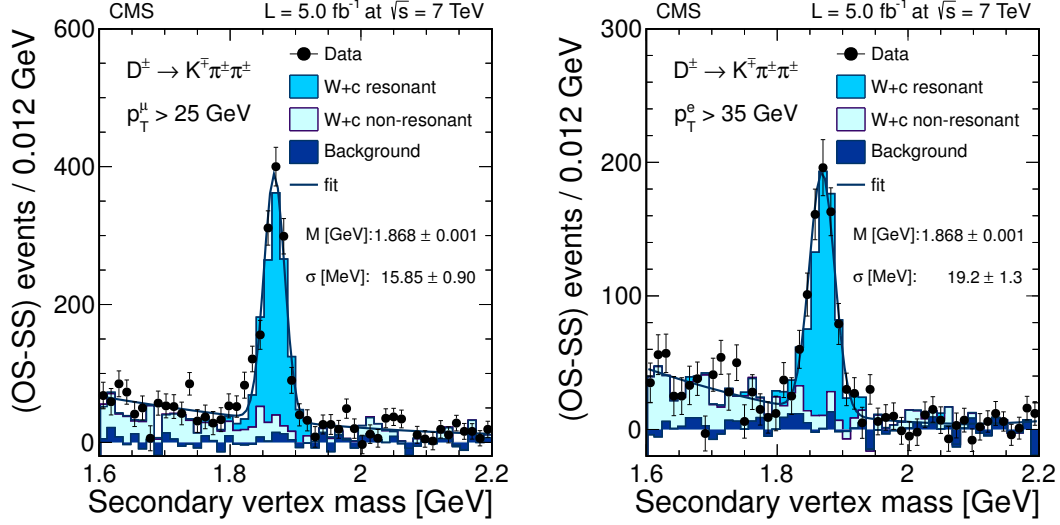 CMS L = 5.0 fb⁻¹ at √s = 7 TeV
(OS-SS) events / 0.012 GeV
600
400
200
0
D± → K∓π±π±
pTμ > 25 GeV
Data
W+c resonant
W+c non-resonant
Background
fit
M [GeV]:1.868 ± 0.001
σ [MeV]: 15.85 ± 0.90
1.6 1.8 2 2.2
Secondary vertex mass [GeV]
CMS L = 5.0 fb⁻¹ at √s = 7 TeV
(OS-SS) events / 0.012 GeV
300
200
100
0
D± → K∓π±π±
pTe > 35 GeV
Data
W+c resonant
W+c non-resonant
Background
fit
M [GeV]:1.868 ± 0.001
σ [MeV]: 19.2 ± 1.3
1.6 1.8 2 2.2
Secondary vertex mass [GeV]